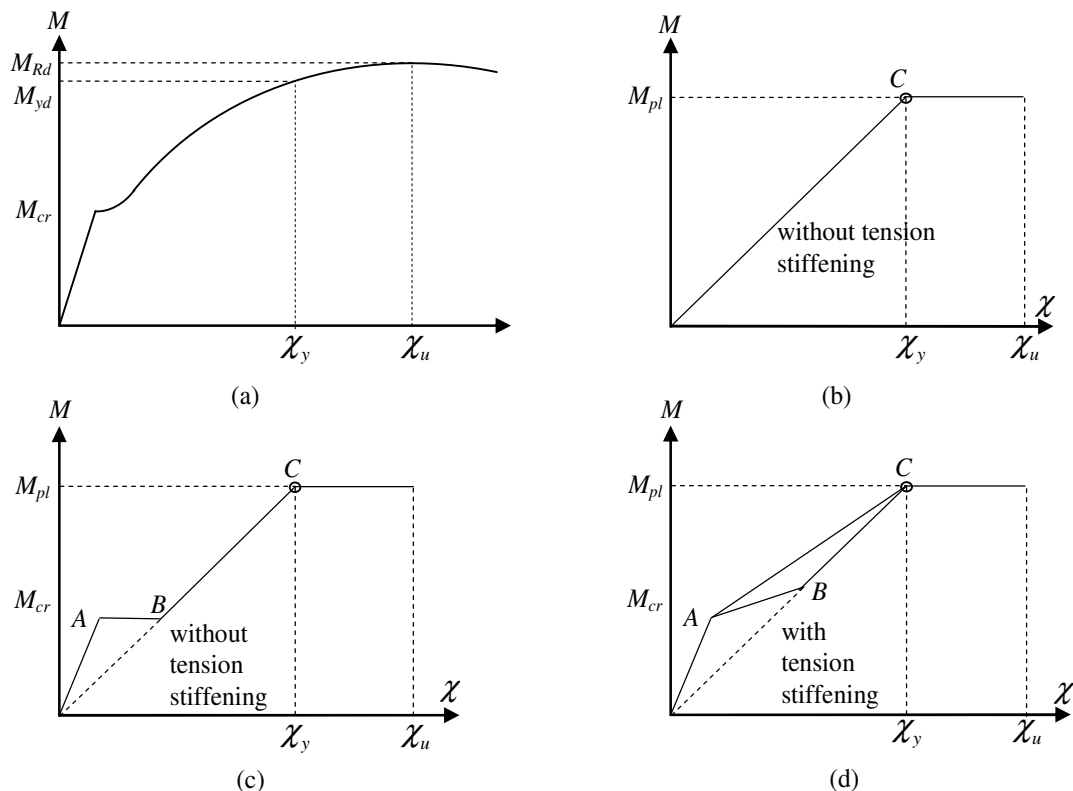 M
M_Rd
M_yd
M_cr
χ_y
χ_u
(a)
M
M_pl
C
without tension
stiffening
χ
χ_y
χ_u
(b)
M
M_pl
C
M_cr
A
B
without
tension
stiffening
χ
χ_y
χ_u
(c)
M
M_pl
C
M_cr
A
B
with
tension
stiffening
χ
χ_y
χ_u
(d)